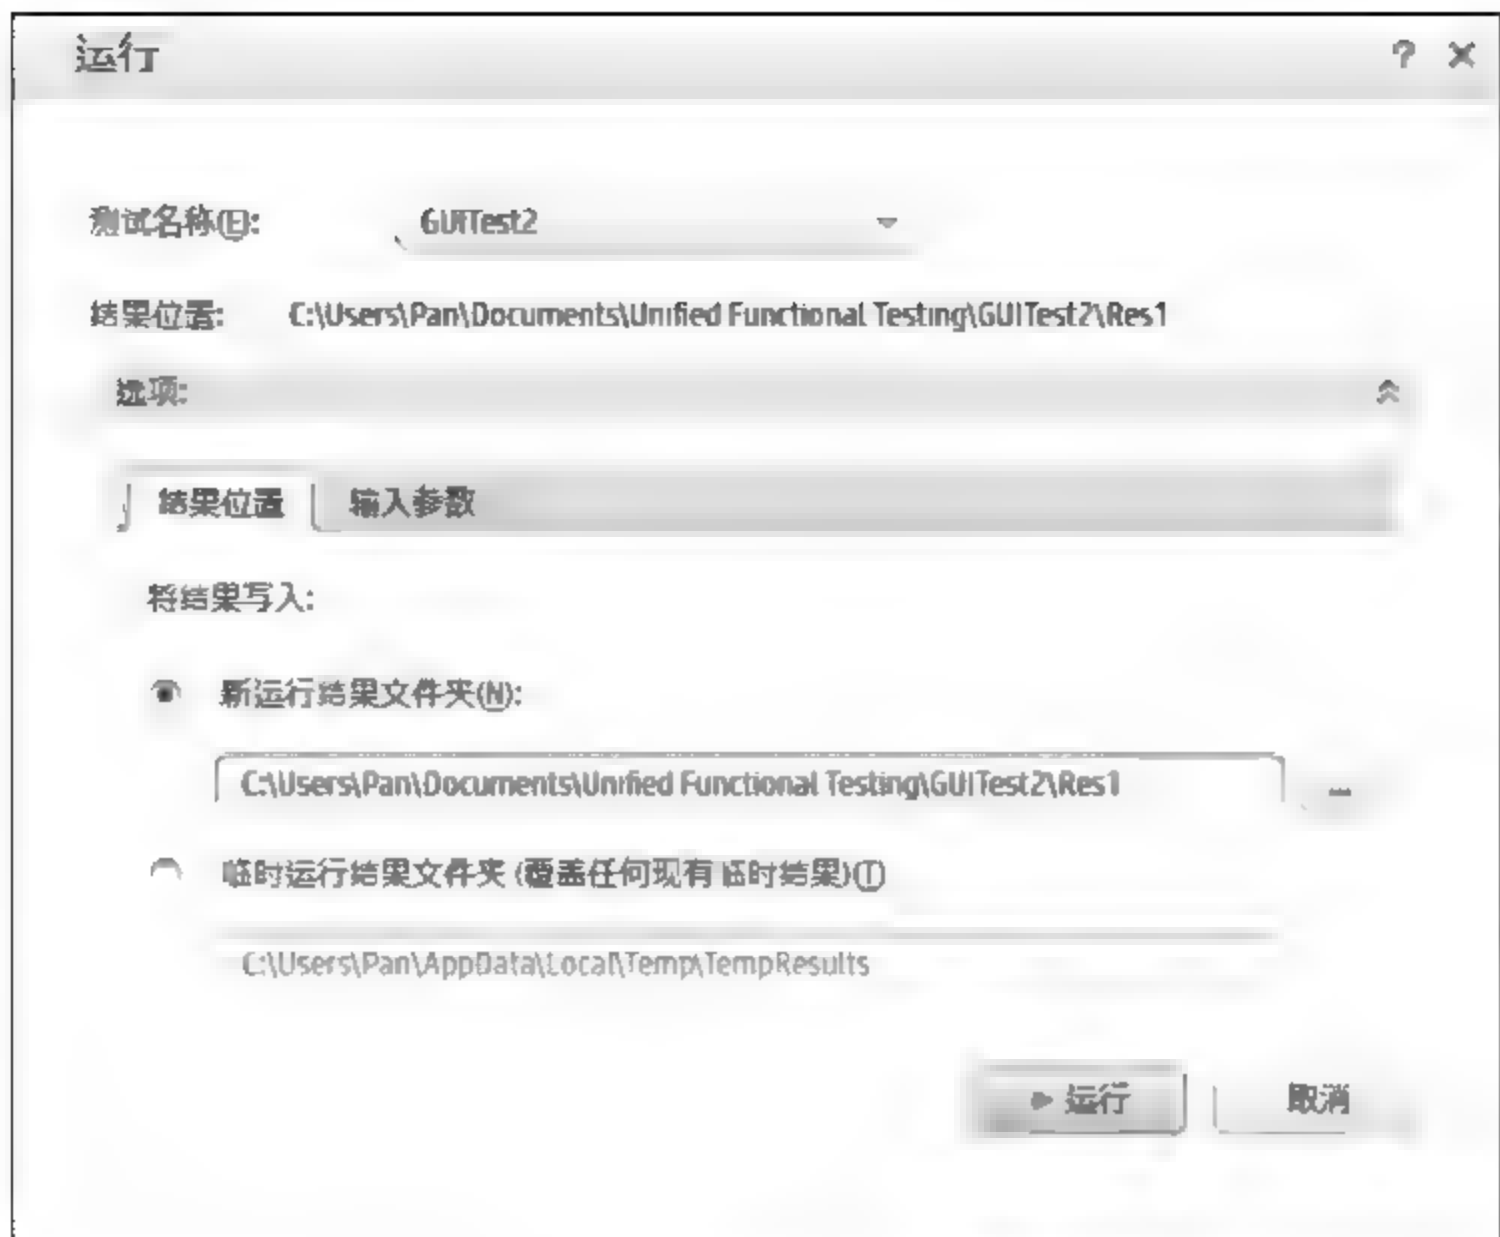 运行 ? ×
测试名称(E): GUITest2
结果位置: C:\Users\Pan\Documents\Unified Functional Testing\GUITest2\Res1
选项:
结果位置 输入参数
将结果写入:
新运行结果文件夹(N):
C:\Users\Pan\Documents\Unified Functional Testing\GUITest2\Res1 ...
临时运行结果文件夹 (覆盖任何现有临时结果)(T)
C:\Users\Pan\AppData\Local\Temp\TempResults
运行 取消